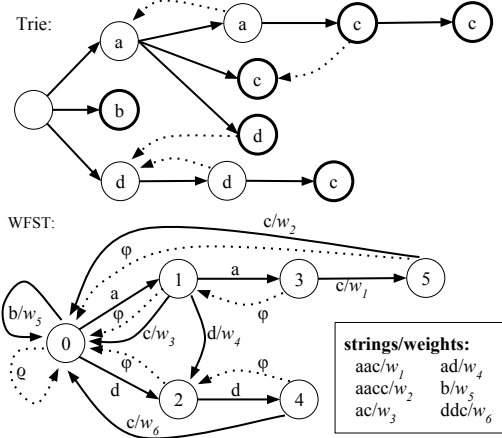 Trie:
a
a
c
c
c
b
d
d
d
c
WFST:
c/w2
φ
φ
b/w5
a
1
a
3
c/w1
5
φ
c/w3
φ
0
d/w4
ϱ
φ
φ
d
2
d
4
c/w6
strings/weights:
aac/w1 ad/w4
aacc/w2 b/w5
ac/w3 ddc/w6